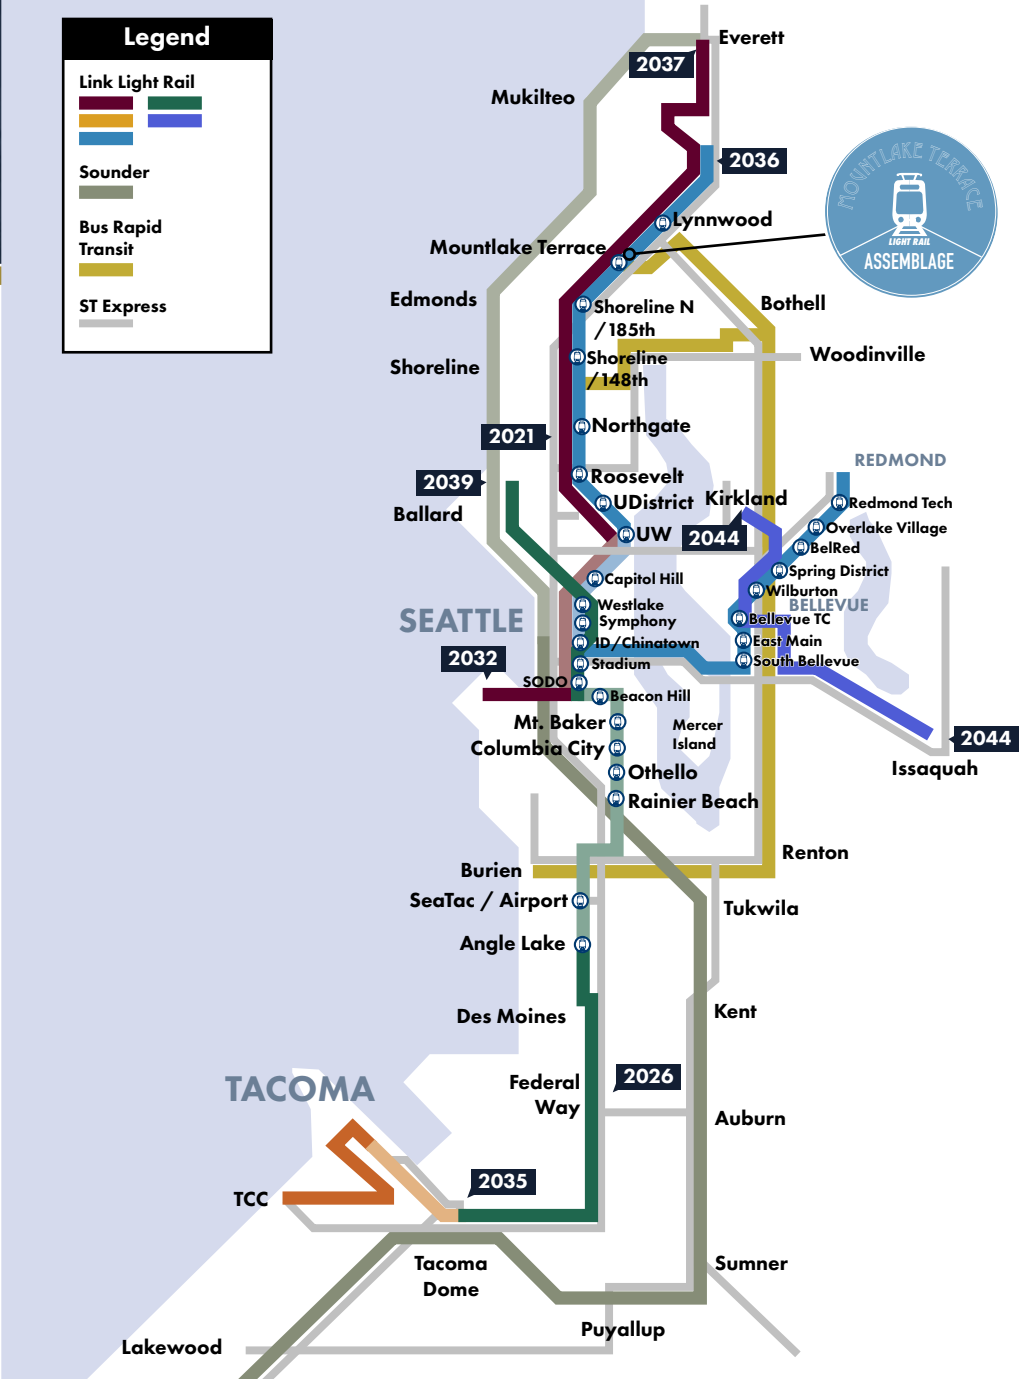 Legend
Link Light Rail
Sounder
Bus Rapid
Transit
ST Express
Everett
2037
Mukilteo
2036
MOUNTLAKE TERRACE
LIGHT RAIL
ASSEMBLAGE
Lynnwood
Mountlake Terrace
Edmonds
Shoreline N
/185th
Bothell
Shoreline
Shoreline
/148th
Woodinville
Northgate
2021
REDMOND
2039
Roosevelt
Ballard
UDistrict
Kirkland
Redmond Tech
UW
2044
Overlake Village
BelRed
Spring District
Capitol Hill
Wilburton
SEATTLE
Westlake
BELLEVUE
Symphony
Bellevue TC
ID/Chinatown
East Main
2032
Stadium
South Bellevue
SODO
Beacon Hill
Mt. Baker
Mercer
Island
2044
Columbia City
Issaquah
Othello
Rainier Beach
Renton
Burien
SeaTac / Airport
Tukwila
Angle Lake
Des Moines
Kent
TACOMA
Federal
Way
2026
Auburn
TCC
2035
Tacoma
Dome
Sumner
Puyallup
Lakewood